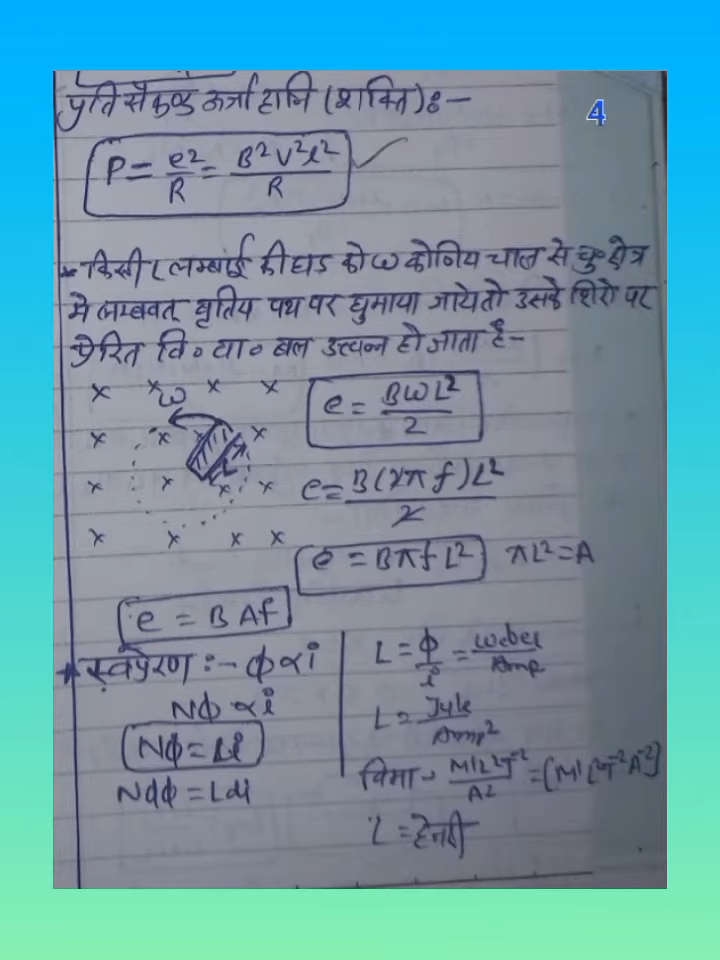 प्रति सैकण्ड ऊर्जा हानि (शक्ति):-
4
P = e²/R = B²V²l²/R
* किसी L लम्बाई की छड़ को ω कोणिय चाल से चु० क्षेत्र
मे लम्बवत् वृतिय पथ पर घुमाया जाये तो उसके शिरो पर
प्रेरित वि० वा० बल उत्पन्न हो जाता है-
x x x x
ω
x x x x
L
x x x x
x x x x
e = BωL²/2
e = B(2πf)L²/2
e = BπfL² πL² = A
e = BAf
* स्वप्रेरण :- Φ ∝ i
NΦ ∝ i
NΦ = Li
NdΦ = Ldi
L = Φ/i = weber/Amp
L = Jule/Amp²
विमा → M¹L²T⁻²/A² = [M¹L²T⁻²A⁻²]
L = हेनरी